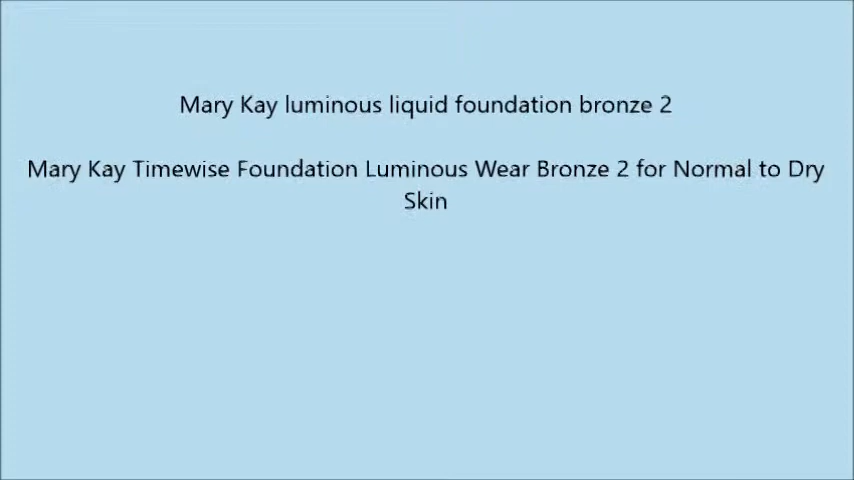 Mary Kay luminous liquid foundation bronze 2
Mary Kay Timewise Foundation Luminous Wear Bronze 2 for Normal to Dry
Skin